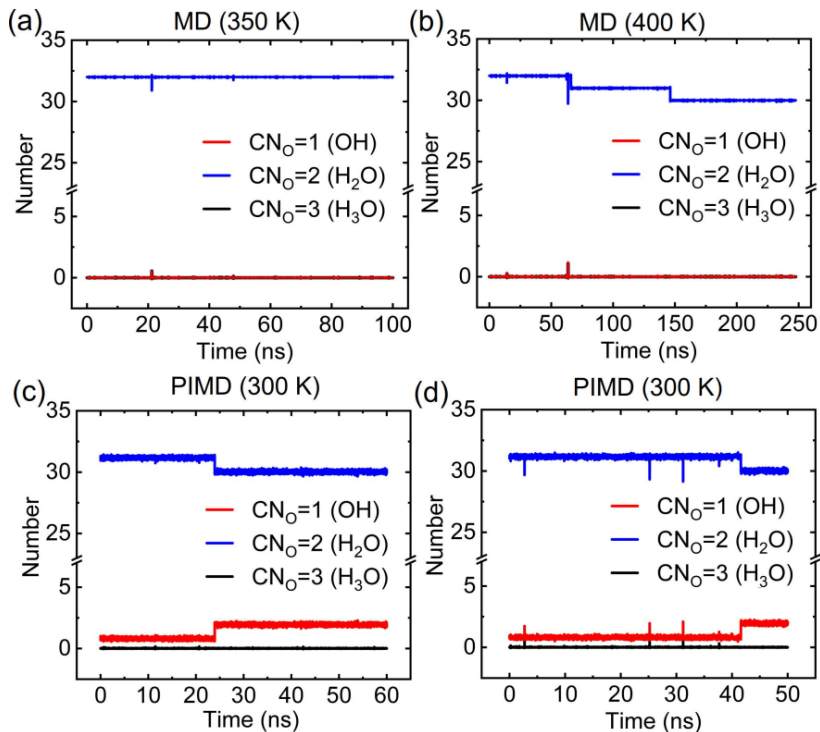 (a) MD (350 K)
35
30
25
5
0
Number
CNO=1 (OH)
CNO=2 (H2O)
CNO=3 (H3O)
0 20 40 60 80 100
Time (ns)
(b) MD (400 K)
35
30
25
5
0
Number
CNO=1 (OH)
CNO=2 (H2O)
CNO=3 (H3O)
0 50 100 150 200 250
Time (ns)
(c) PIMD (300 K)
35
30
25
5
0
Number
CNO=1 (OH)
CNO=2 (H2O)
CNO=3 (H3O)
0 10 20 30 40 50 60
Time (ns)
(d) PIMD (300 K)
35
30
25
5
0
Number
CNO=1 (OH)
CNO=2 (H2O)
CNO=3 (H3O)
0 10 20 30 40 50
Time (ns)